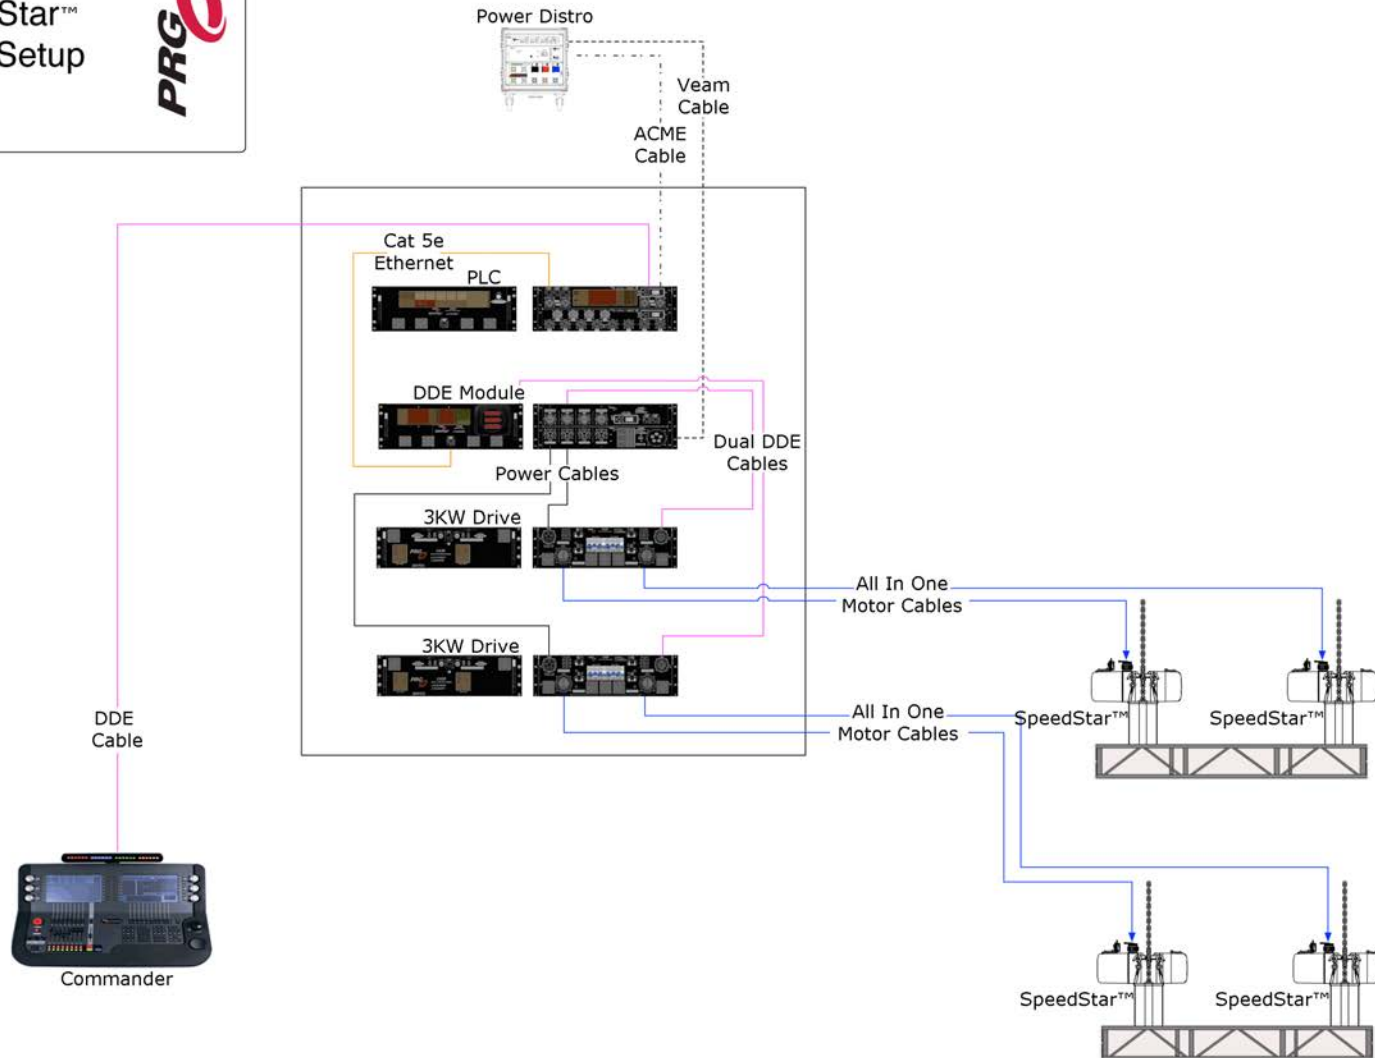 Star™
Setup
PRG
Power Distro
Veam
Cable
ACME
Cable
Cat 5e
Ethernet
PLC
DDE Module
Dual DDE
Cables
Power Cables
3KW Drive
All In One
Motor Cables
3KW Drive
All In One
Motor Cables
SpeedStar™
SpeedStar™
DDE
Cable
Commander
SpeedStar™
SpeedStar™